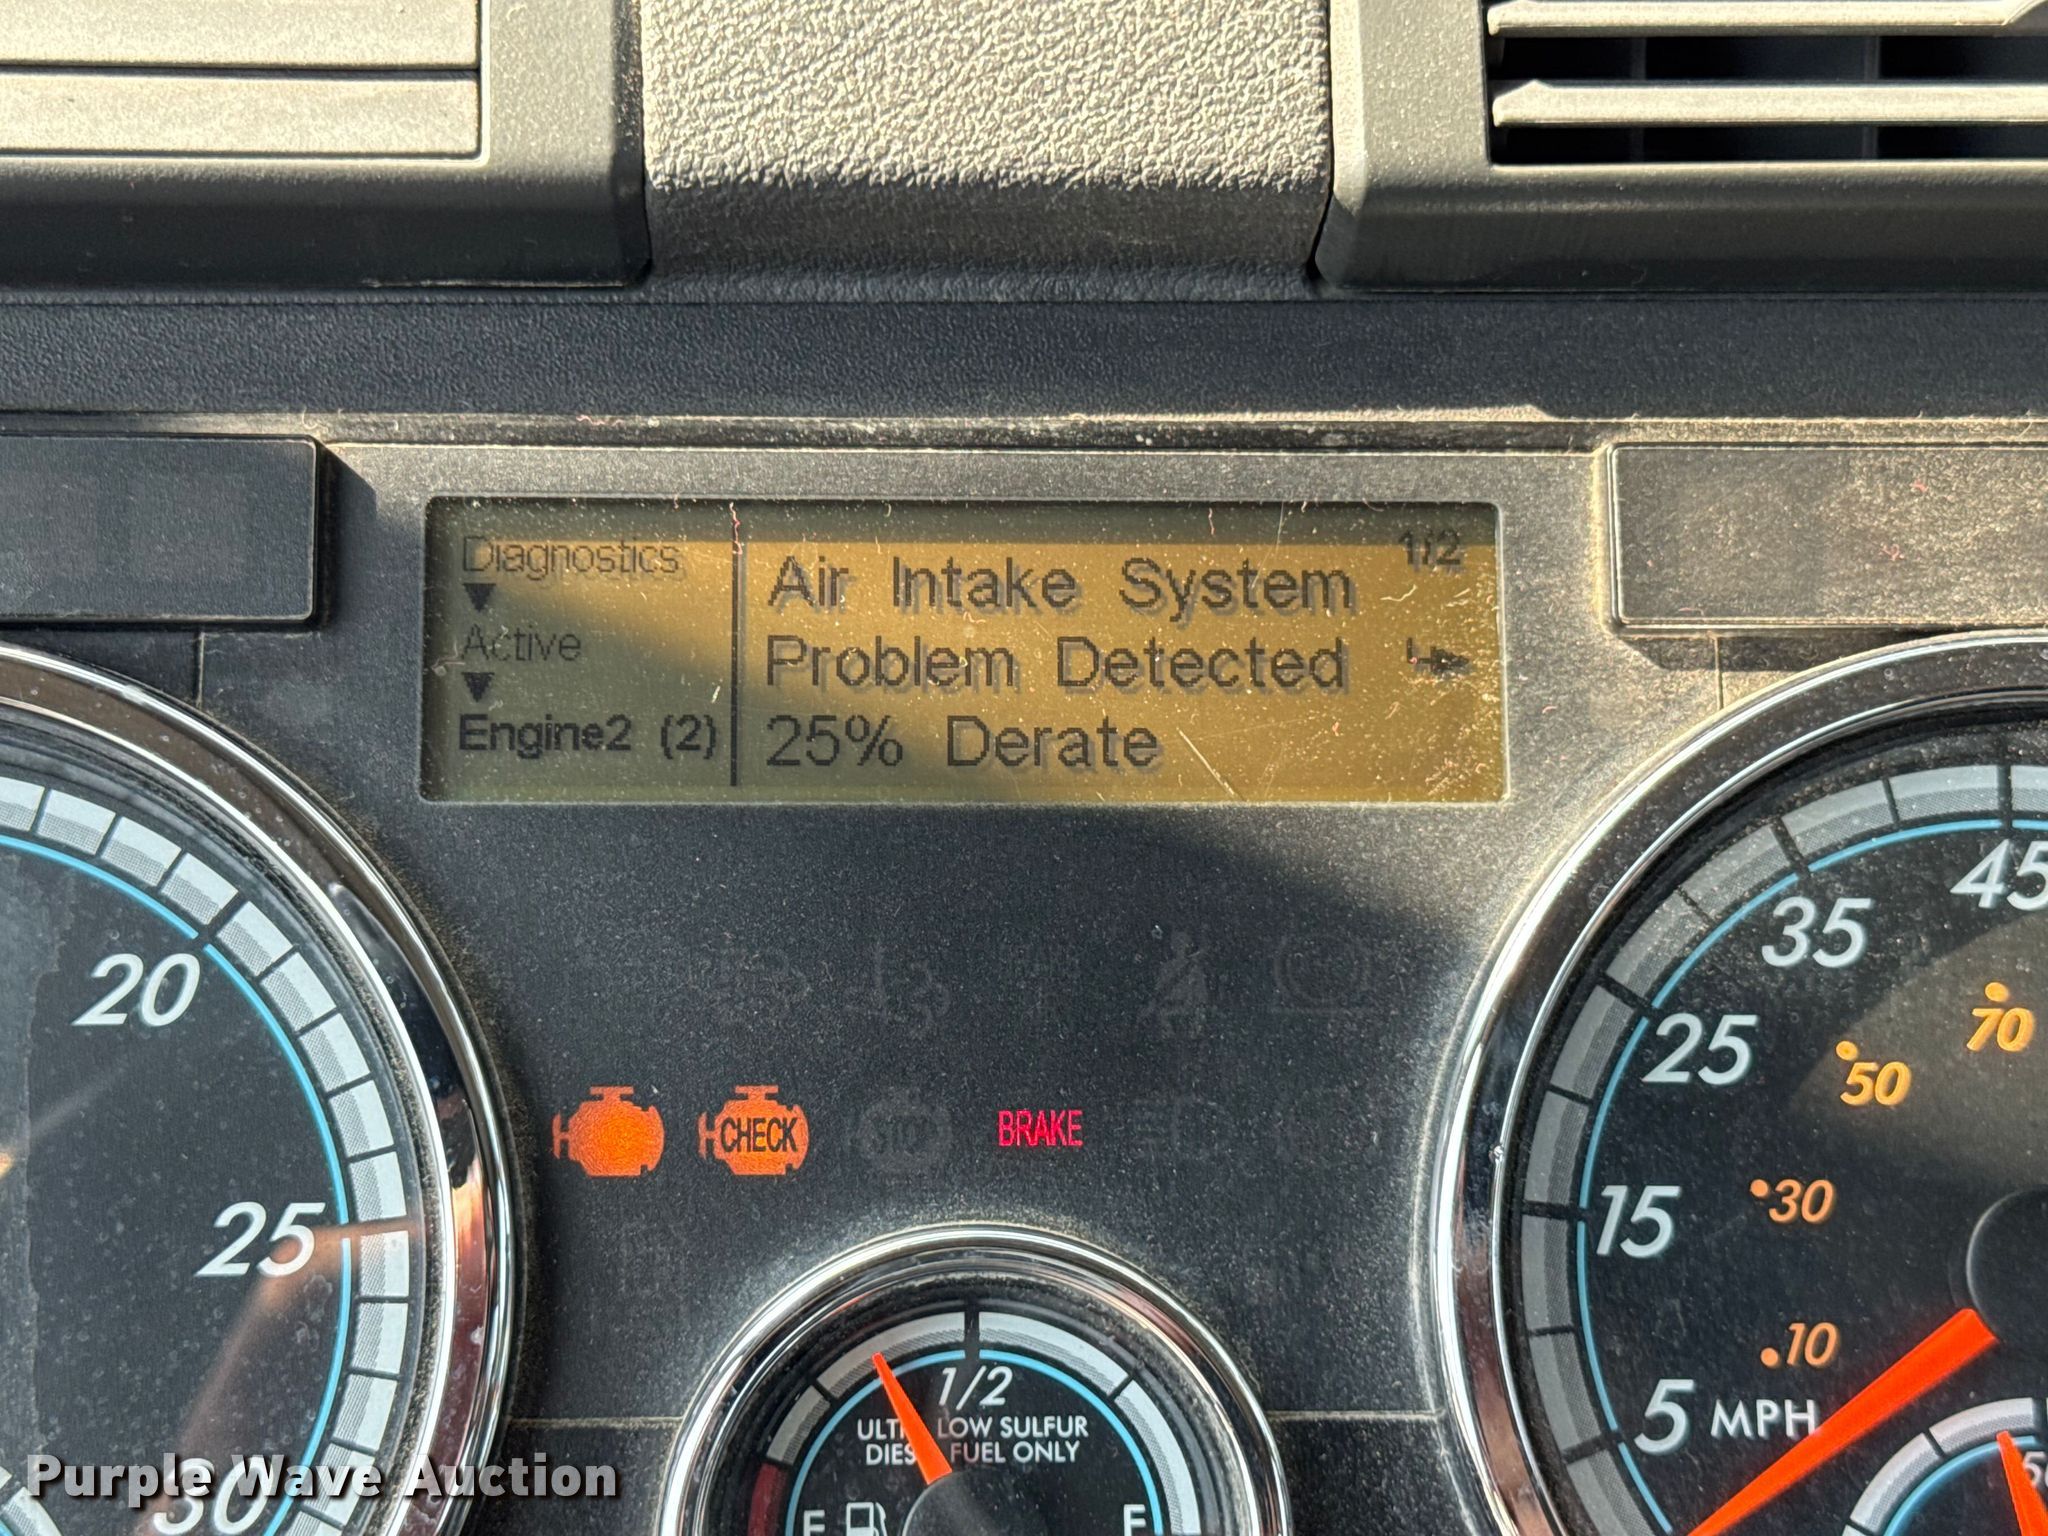 Diagnostics
Active
Engine2 (2)
1/2
Air Intake System
Problem Detected
25% Derate
20
25
30
CHECK
STOP
BRAKE
1/2
ULTRA LOW SULFUR
DIESEL FUEL ONLY
E
F
45
35
25
15
5 MPH
70
50
30
10
Purple Wave Auction